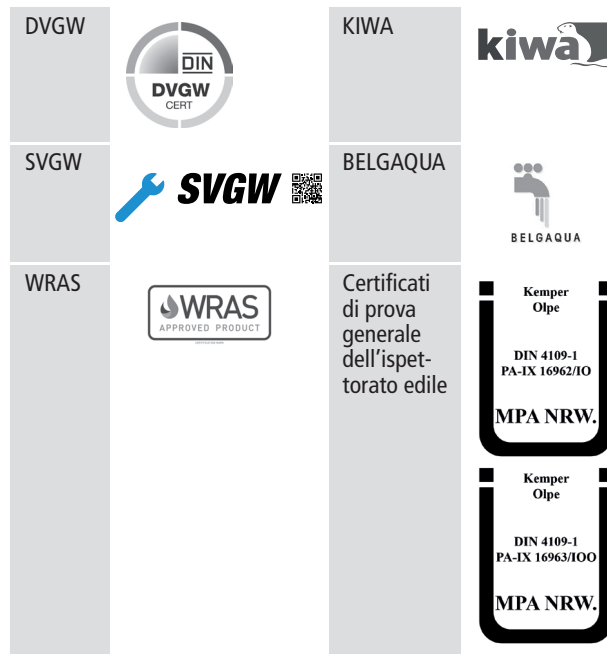 DVGW
DIN
DVGW
CERT
KIWA
kiwa
SVGW
SVGW
BELGAQUA
BELGAQUA
WRAS
WRAS
APPROVED PRODUCT
Certificati
di prova
generale
dell'ispet-
torato edile
Kemper
Olpe
DIN 4109-1
PA-IX 16962/IO
MPA NRW.
Kemper
Olpe
DIN 4109-1
PA-IX 16963/IOO
MPA NRW.